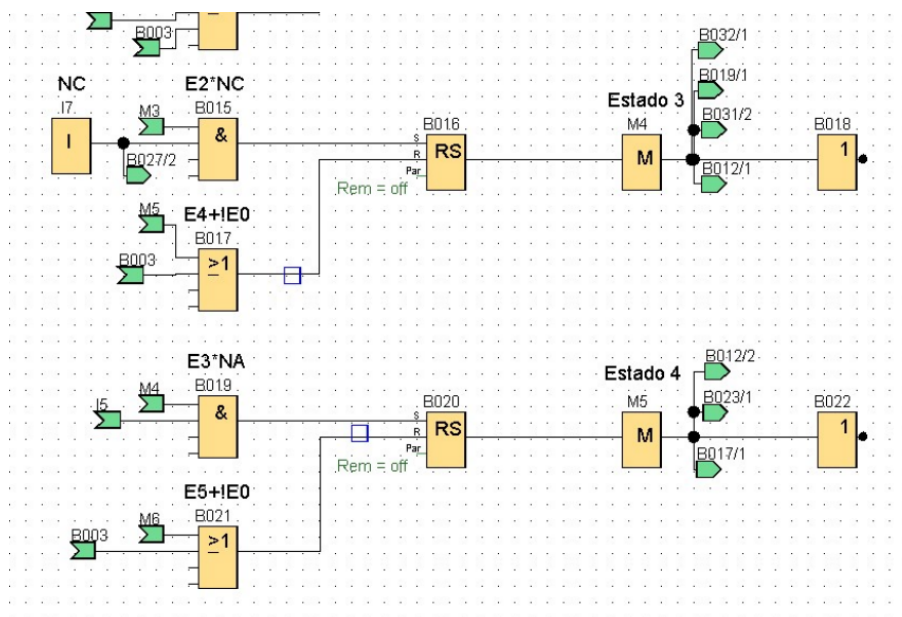 B003
B032/1
NC
E2*NC
B019/1
I7
M3
B015
Estado 3
B031/2
I
&
B016
M4
B018
B027/2
S
R
Par
RS
M
1
B012/1
Rem = off
M5
E4+!E0
B003
B017
≥1
E3*NA
B012/2
M4
B019
Estado 4
I5
&
B020
M5
B023/1
B022
S
R
Par
RS
M
1
B017/1
Rem = off
E5+!E0
B003
M6
B021
≥1